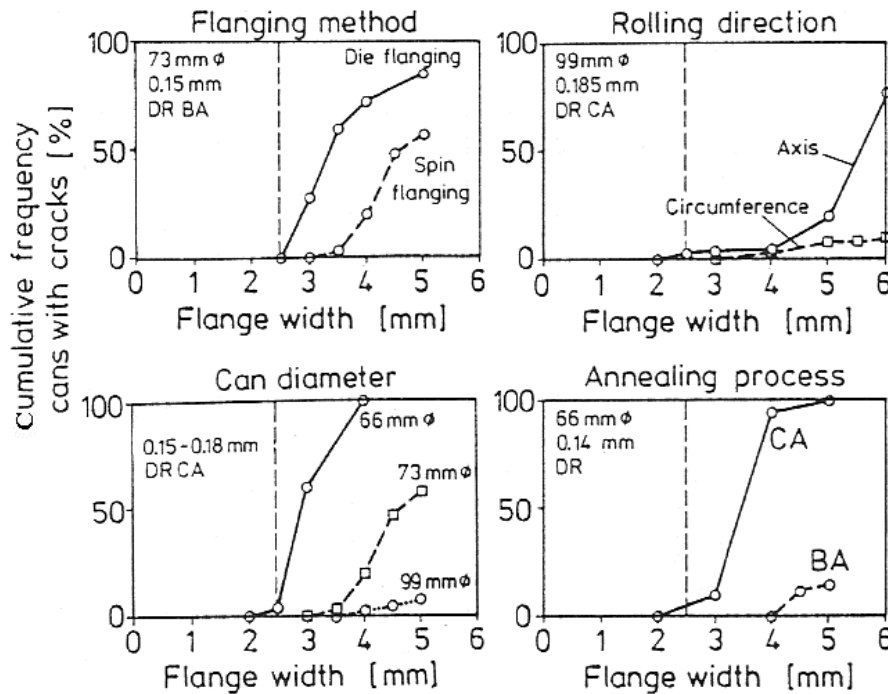 Cumulative frequency
cans with cracks [%]
Flanging method
100
50
0
73 mm ϕ
0.15 mm
DR BA
Die flanging
Spin
flanging
0 1 2 3 4 5 6
Flange width [mm]
Rolling direction
100
50
0
99 mm ϕ
0.185 mm
DR CA
Axis
Circumference
0 1 2 3 4 5 6
Flange width [mm]
Can diameter
100
50
0
0.15-0.18 mm
DR CA
66 mm ϕ
73 mm ϕ
99 mm ϕ
0 1 2 3 4 5 6
Flange width [mm]
Annealing process
100
50
0
66 mm ϕ
0.14 mm
DR
CA
BA
0 1 2 3 4 5 6
Flange width [mm]